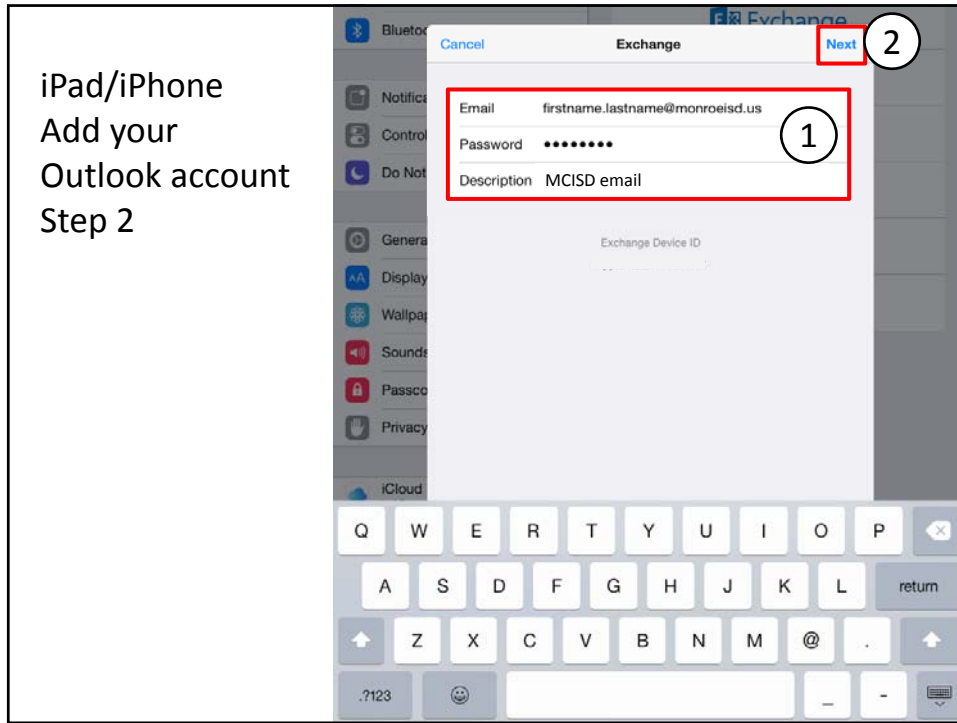 iPad/iPhone
Add your
Outlook account
Step 2
Exchange
Bluetoo
Cancel
Exchange
Next
2
Notifica
Control
Do Not
Email firstname.lastname@monroeisd.us
Password ●●●●●●●●
Description MCISD email
1
Exchange Device ID
Genera
Display
Wallpap
Sounds
Passco
Privacy
iCloud
Q W E R T Y U I O P
A S D F G H J K L return
Z X C V B N M @ .
.?123 _ -